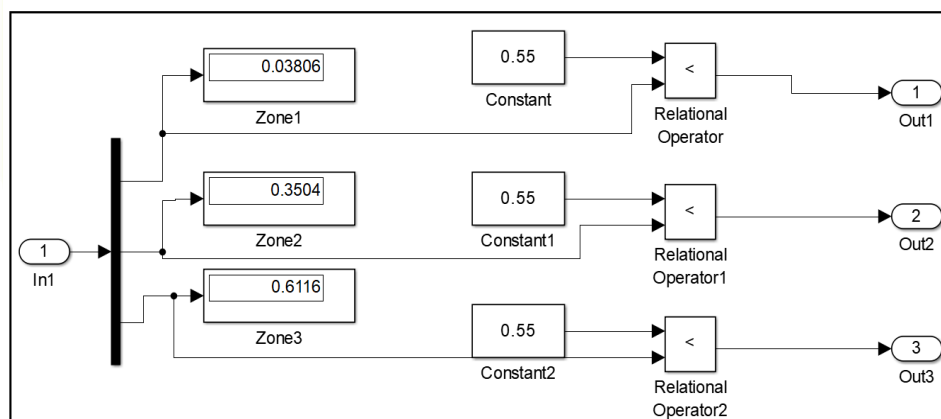 0.03806
Zone1
0.55
Constant
<
Relational
Operator
1
Out1
0.3504
Zone2
0.55
Constant1
<
Relational
Operator1
2
Out2
1
In1
0.6116
Zone3
0.55
Constant2
<
Relational
Operator2
3
Out3